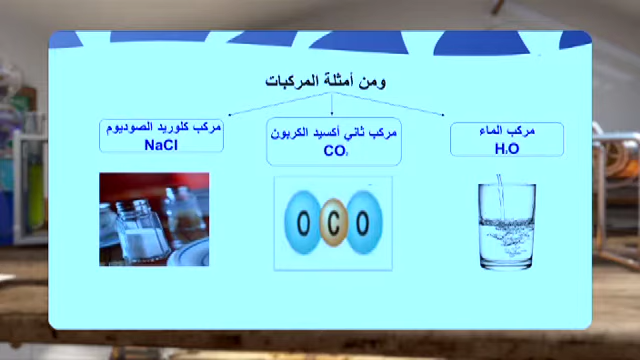 ومن أمثلة المركبات
مركب الماء
H₂O
مركب ثاني أكسيد الكربون
CO₂
مركب كلوريد الصوديوم
NaCl
O C O